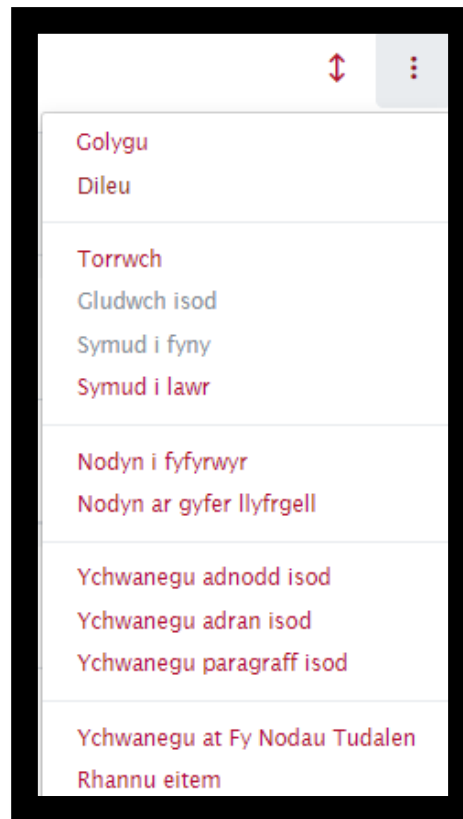 Golygu
Dileu
Torrwch
Gludwch isod
Symud i fyny
Symud i lawr
Nodyn i fyfyrwyr
Nodyn ar gyfer llyfrgell
Ychwanegu adnodd isod
Ychwanegu adran isod
Ychwanegu paragraff isod
Ychwanegu at Fy Nodau Tudalen
Rhannu eitem